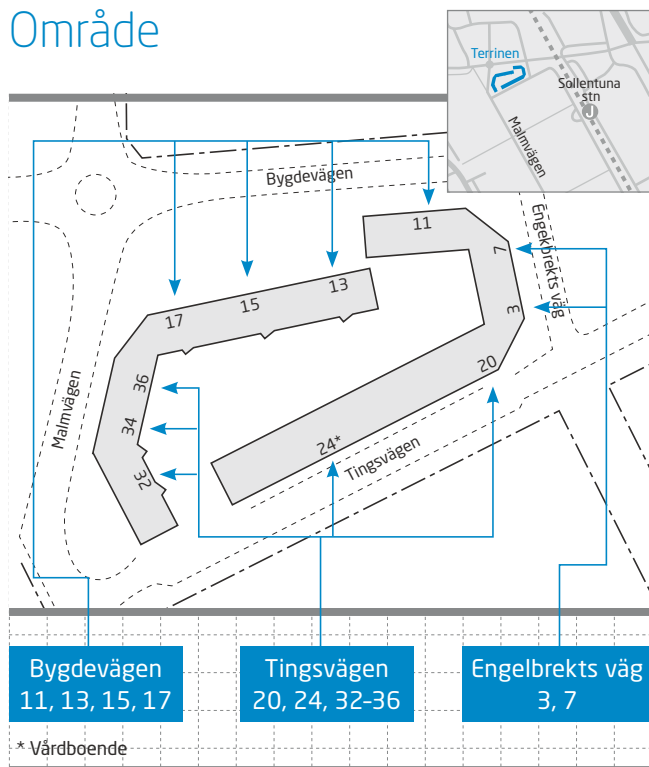 Område
Terrinen
Sollentuna
stn
J
Malmvägen
Bygdevägen
Engekbrekts väg
11
7
13
15
17
3
36
20
34
24*
32
Malmvägen
Tingsvägen
Bygdevägen
11, 13, 15, 17
Tingsvägen
20, 24, 32–36
Engelbrekts väg
3, 7
* Vårdboende